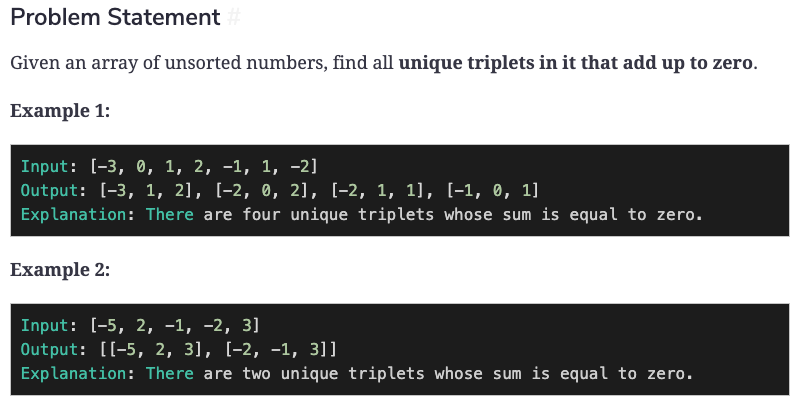 Problem Statement #
Given an array of unsorted numbers, find all unique triplets in it that add up to zero.
Example 1:
Input: [-3, 0, 1, 2, -1, 1, -2]
Output: [-3, 1, 2], [-2, 0, 2], [-2, 1, 1], [-1, 0, 1]
Explanation: There are four unique triplets whose sum is equal to zero.
Example 2:
Input: [-5, 2, -1, -2, 3]
Output: [[-5, 2, 3], [-2, -1, 3]]
Explanation: There are two unique triplets whose sum is equal to zero.